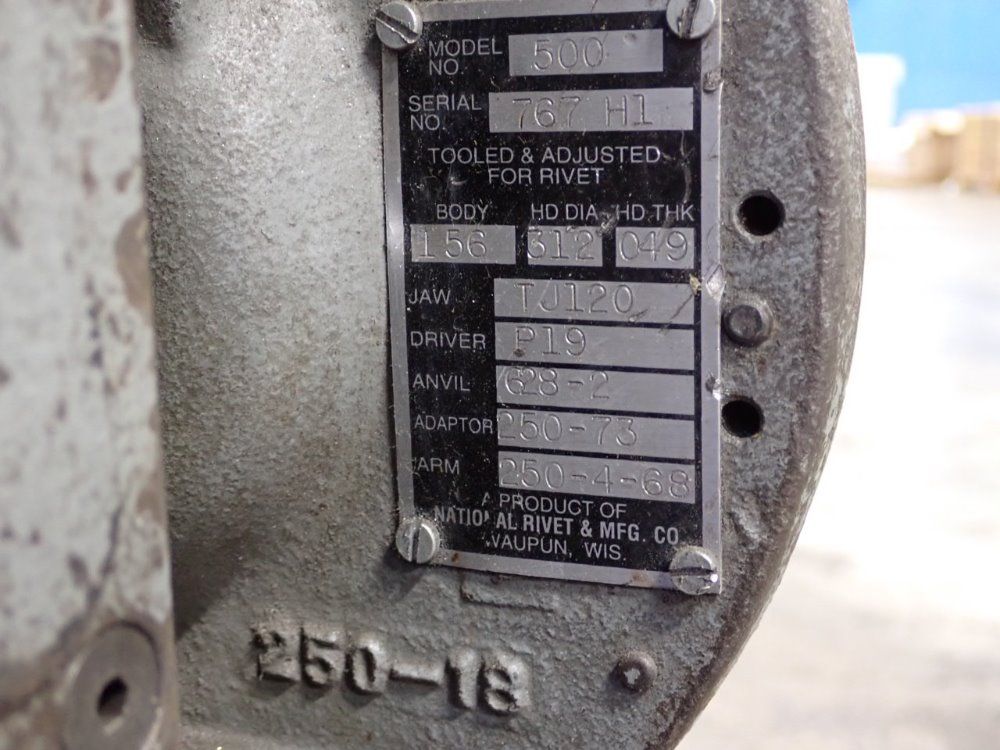 MODEL NO. 500
SERIAL NO. 767 H1
TOOLED & ADJUSTED
FOR RIVET
BODY HD DIA HD THK
156 312 049
JAW TJ120
DRIVER P19
ANVIL 628-2
ADAPTOR 250-73
ARM 250-4-68
A PRODUCT OF
NATIONAL RIVET & MFG. CO.
WAUPUN, WIS.
250-18